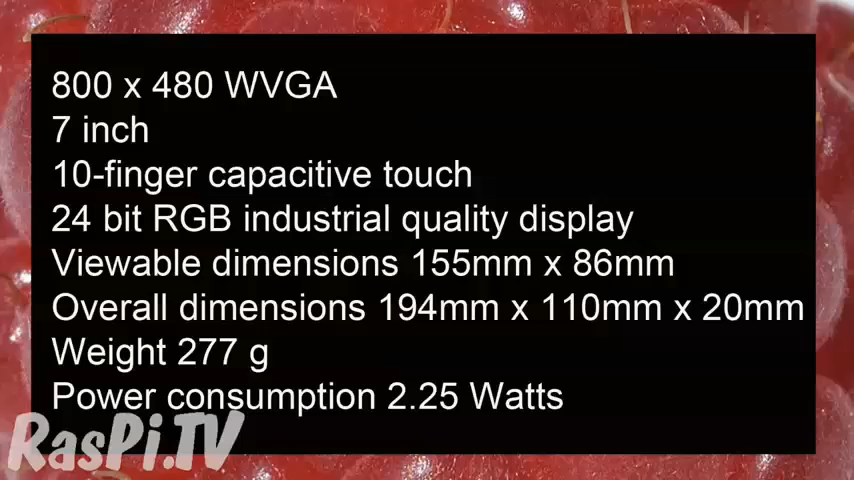 800 x 480 WVGA
7 inch
10-finger capacitive touch
24 bit RGB industrial quality display
Viewable dimensions 155mm x 86mm
Overall dimensions 194mm x 110mm x 20mm
Weight 277 g
Power consumption 2.25 Watts
RasPi.TV